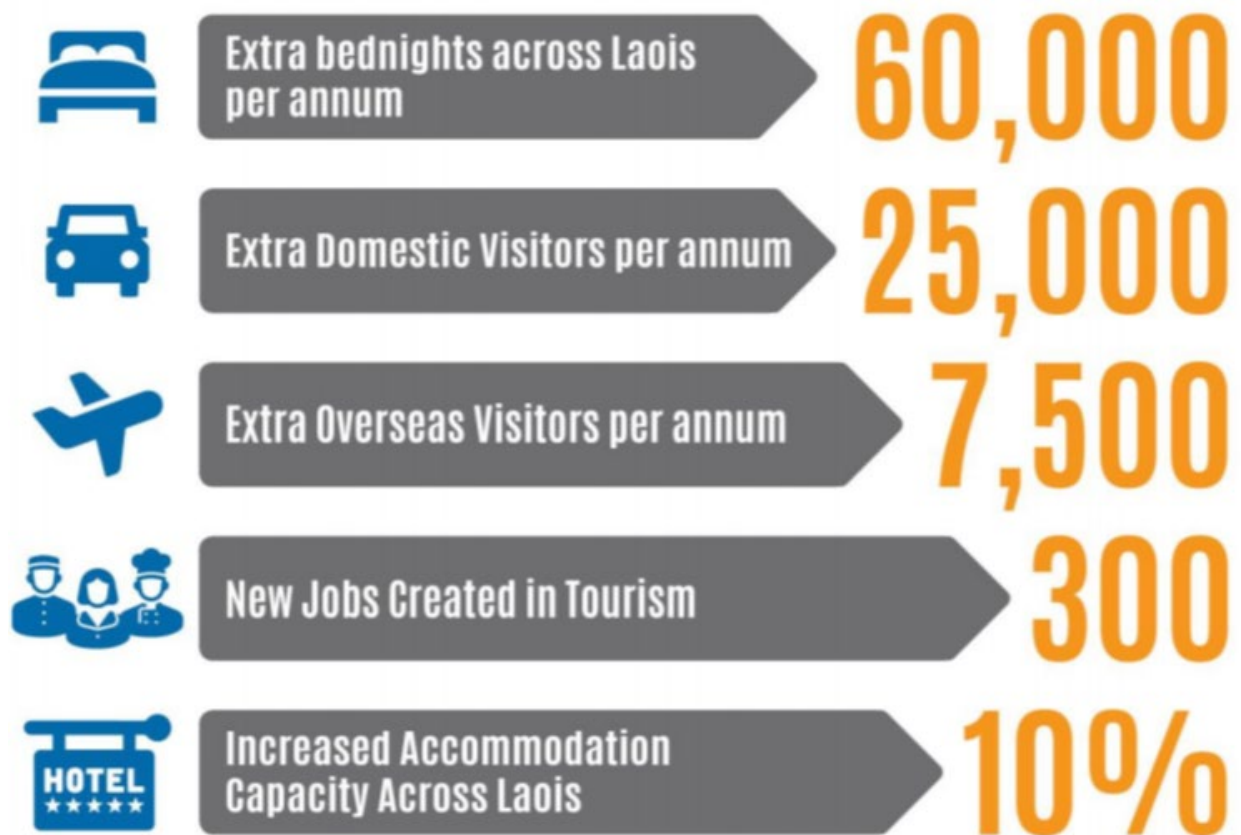 Extra bednights across Laois
per annum
60,000
Extra Domestic Visitors per annum
25,000
Extra Overseas Visitors per annum
7,500
New Jobs Created in Tourism
300
HOTEL
Increased Accommodation
Capacity Across Laois
10%